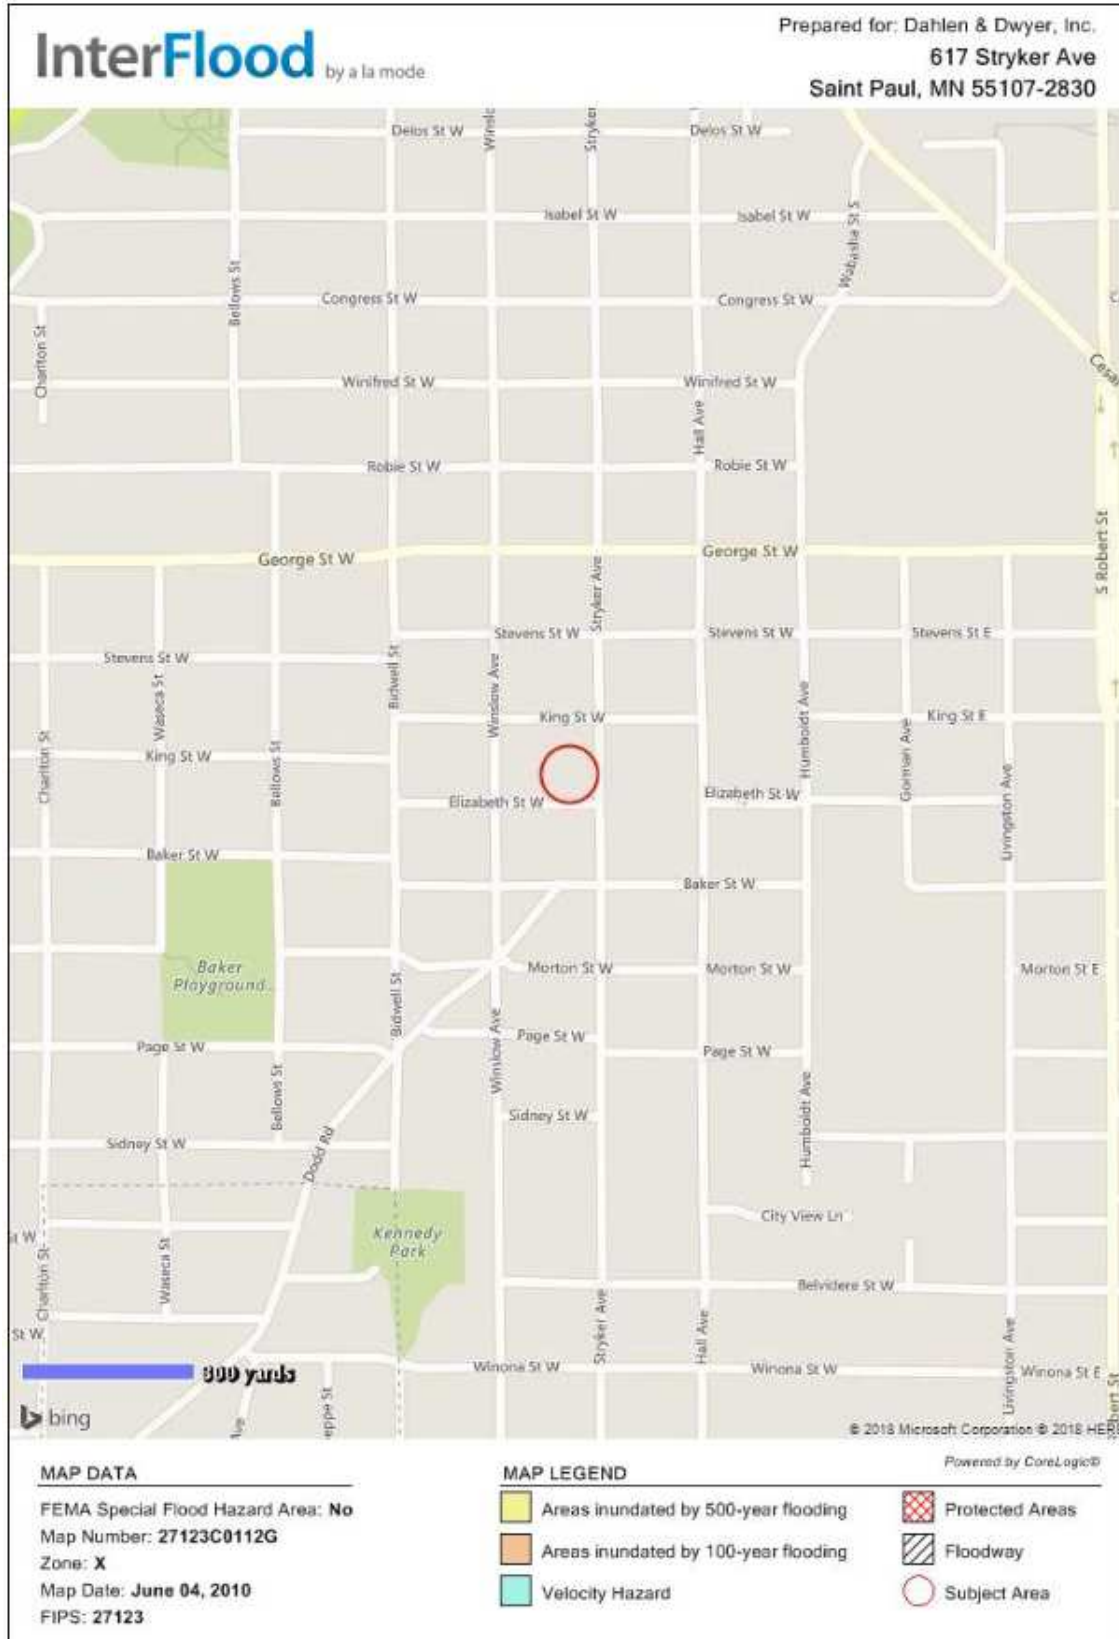 InterFlood by a la mode
Prepared for: Dahlen & Dwyer, Inc.
617 Stryker Ave
Saint Paul, MN 55107-2830
Delos St W
Delos St W
Stryker
Isabel St W
Isabel St W
Wabasha St S
Bellows St
Congress St W
Congress St W
Charlton St
Winifred St W
Winifred St W
Hall Ave
Robie St W
Robie St W
George St W
George St W
S Robert St
Stryker Ave
Stevens St W
Stevens St W
Stevens St E
Stevens St W
Bidwell St
Winslow Ave
Waseca St
King St W
King St E
Humboldt Ave
Gorman Ave
King St W
Charlton St
Bellows St
Livingston Ave
Elizabeth St W
Elizabeth St W
Baker St W
Baker St W
Baker
Playground
Morton St W
Morton St W
Morton St E
Bidwell St
Winslow Ave
Page St W
Page St W
Page St W
Bellows St
Humboldt Ave
Sidney St W
Sidney St W
Dodd Rd
City View Ln
Kennedy
Park
St W
Charlton St
Waseca St
Belvidere St W
Stryker Ave
Hall Ave
Livingston Ave
St W
Winona St W
Winona St W
Winona St E
300 yards
eppe St
Ave
obert St
bing
© 2018 Microsoft Corporation © 2018 HERE
Powered by CoreLogic®
MAP DATA
FEMA Special Flood Hazard Area: No
Map Number: 27123C0112G
Zone: X
Map Date: June 04, 2010
FIPS: 27123
MAP LEGEND
Areas inundated by 500-year flooding
Areas inundated by 100-year flooding
Velocity Hazard
Protected Areas
Floodway
Subject Area